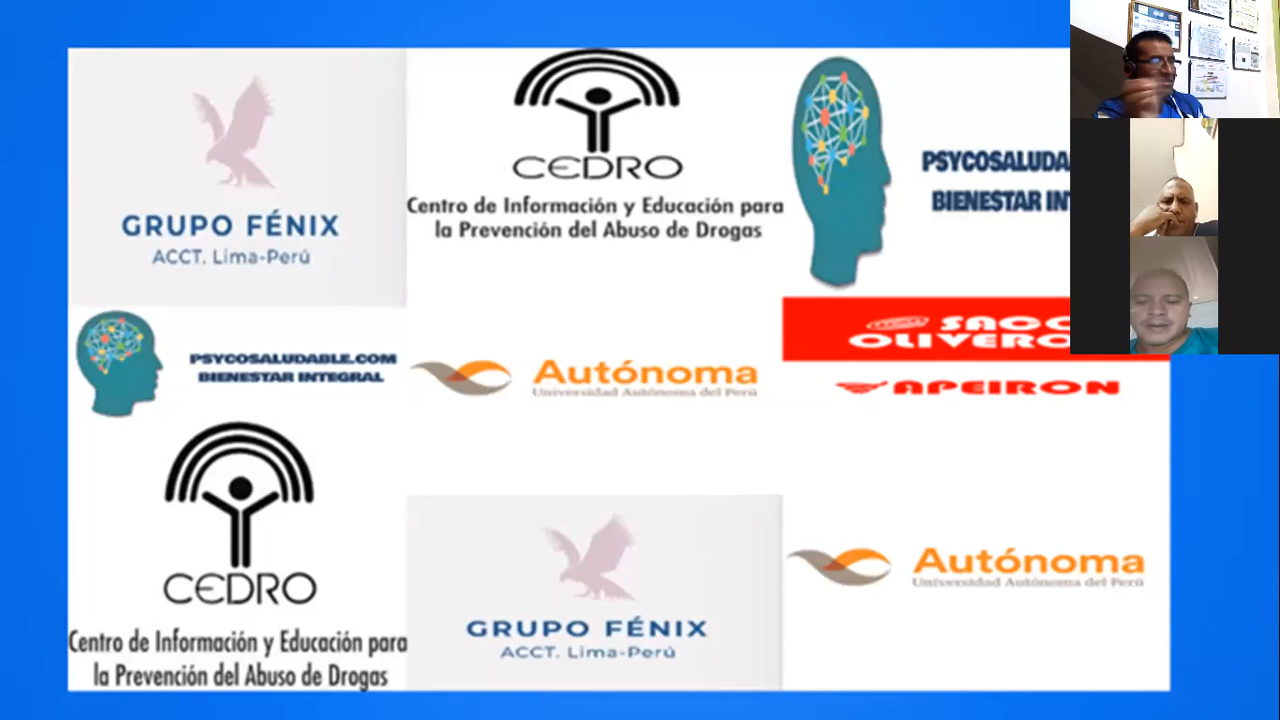 GRUPO FÉNIX
ACCT. Lima-Perú
CEDRO
Centro de Información y Educación para
la Prevención del Abuso de Drogas
PSYCOSALUDA
BIENESTAR INT
PSYCOSALUDABLE.COM
BIENESTAR INTEGRAL
Autónoma
Universidad Autónoma del Perú
SACO
OLIVERO
APEIRON
CEDRO
Centro de Información y Educación para
la Prevención del Abuso de Drogas
GRUPO FÉNIX
ACCT. Lima-Perú
Autónoma
Universidad Autónoma del Perú